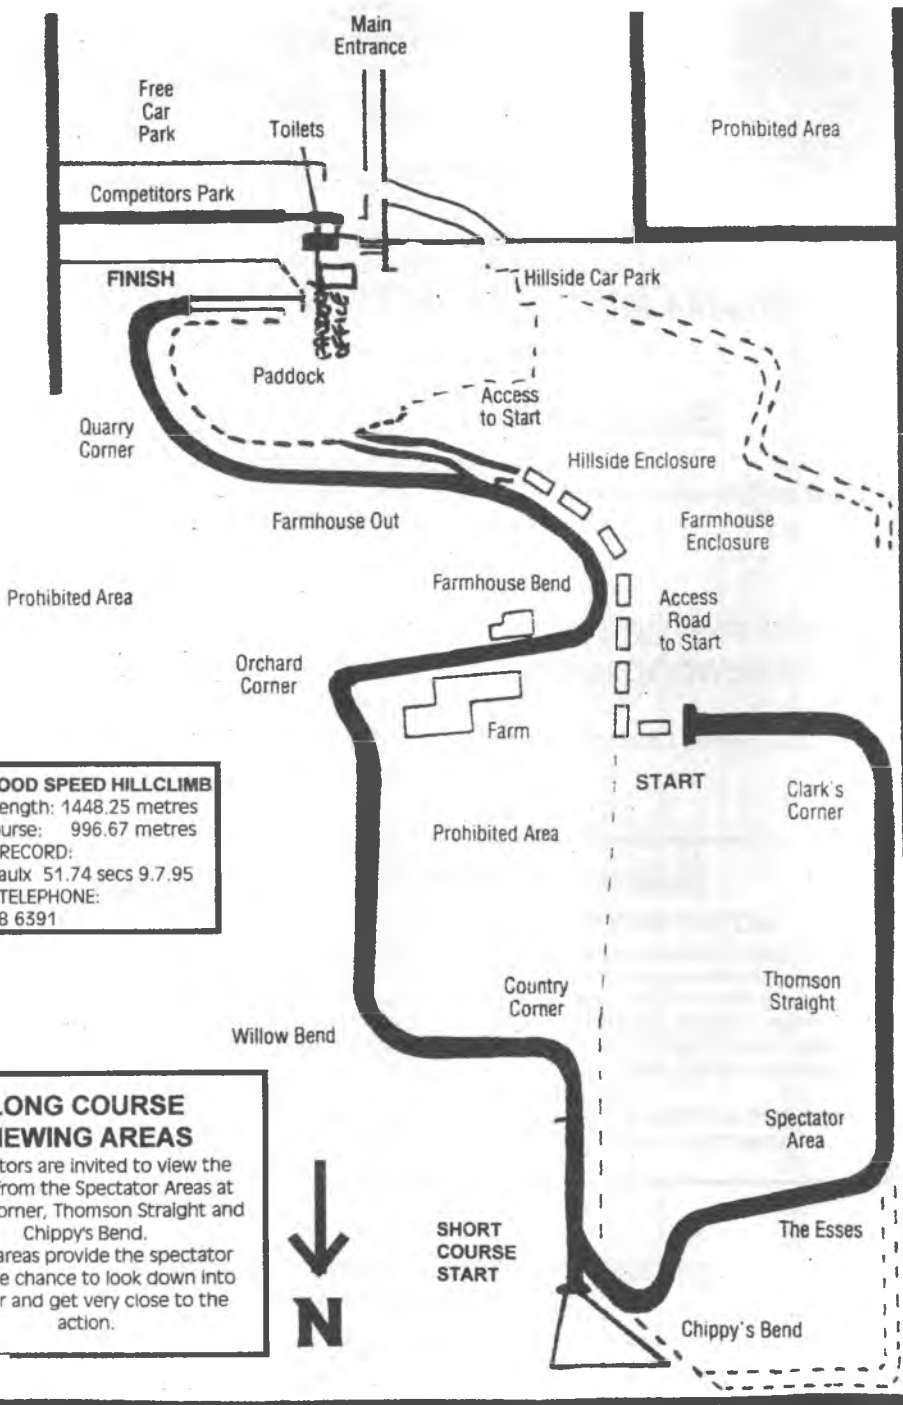 Main
Entrance
Free
Car
Park
Toilets
Prohibited Area
Competitors Park
FINISH
Hillside Car Park
PADDOCK
OFFICE
Paddock
Access
to Start
Quarry
Corner
Hillside Enclosure
Farmhouse Out
Farmhouse
Enclosure
Farmhouse Bend
Prohibited Area
Access
Road
to Start
Orchard
Corner
Farm
START
Clark's
Corner
OOD SPEED HILLCLIMB
ength: 1448.25 metres
urse: 996.67 metres
RECORD:
aulx 51.74 secs 9.7.95
TELEPHONE:
8 6391
Prohibited Area
Country
Corner
Thomson
Straight
Willow Bend
Spectator
Area
LONG COURSE
IEWING AREAS
tors are invited to view the
rom the Spectator Areas at
orner, Thomson Straight and
Chippy's Bend.
areas provide the spectator
e chance to look down into
r and get very close to the
action.
N
SHORT
COURSE
START
The Esses
Chippy's Bend